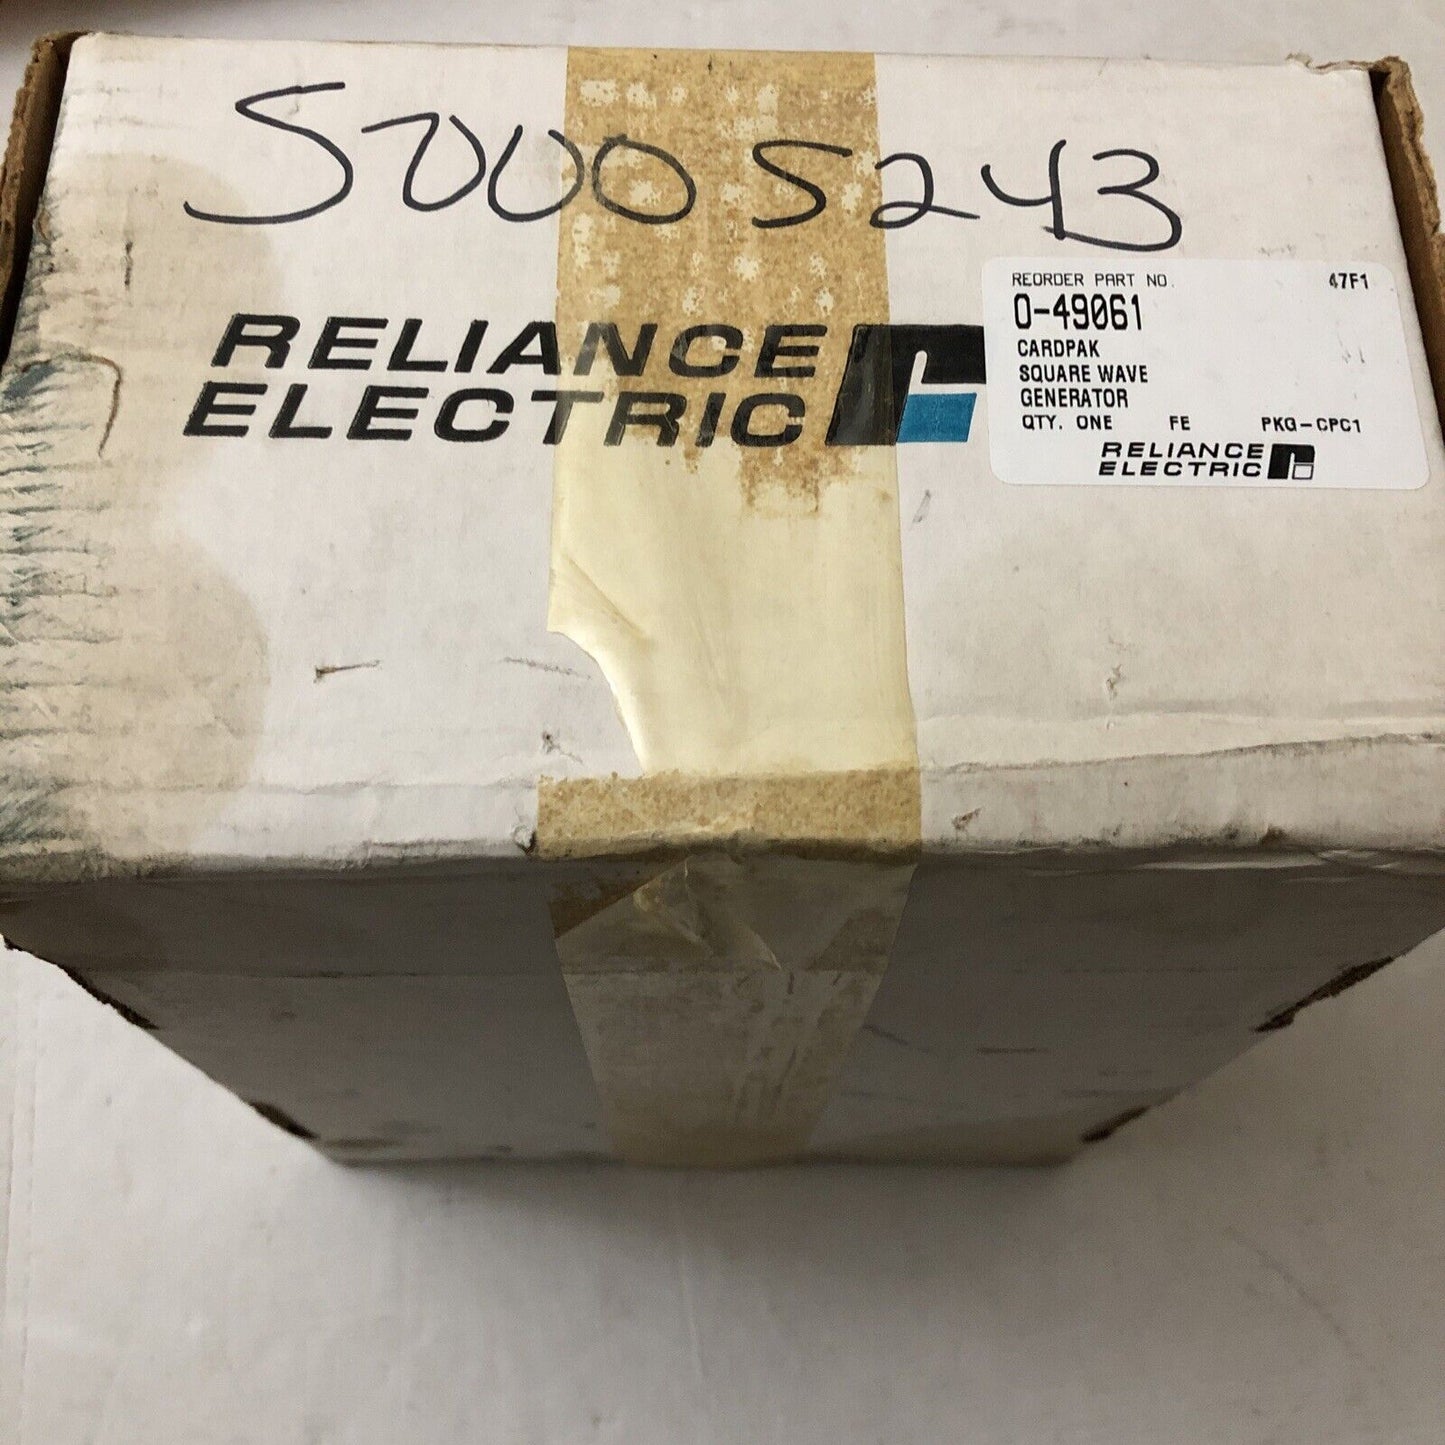 50005243
RELIANCE
ELECTRIC
REORDER PART NO. 47F1
0-49061
CARDPAK
SQUARE WAVE
GENERATOR
QTY. ONE FE PKG-CPC1
RELIANCE
ELECTRIC